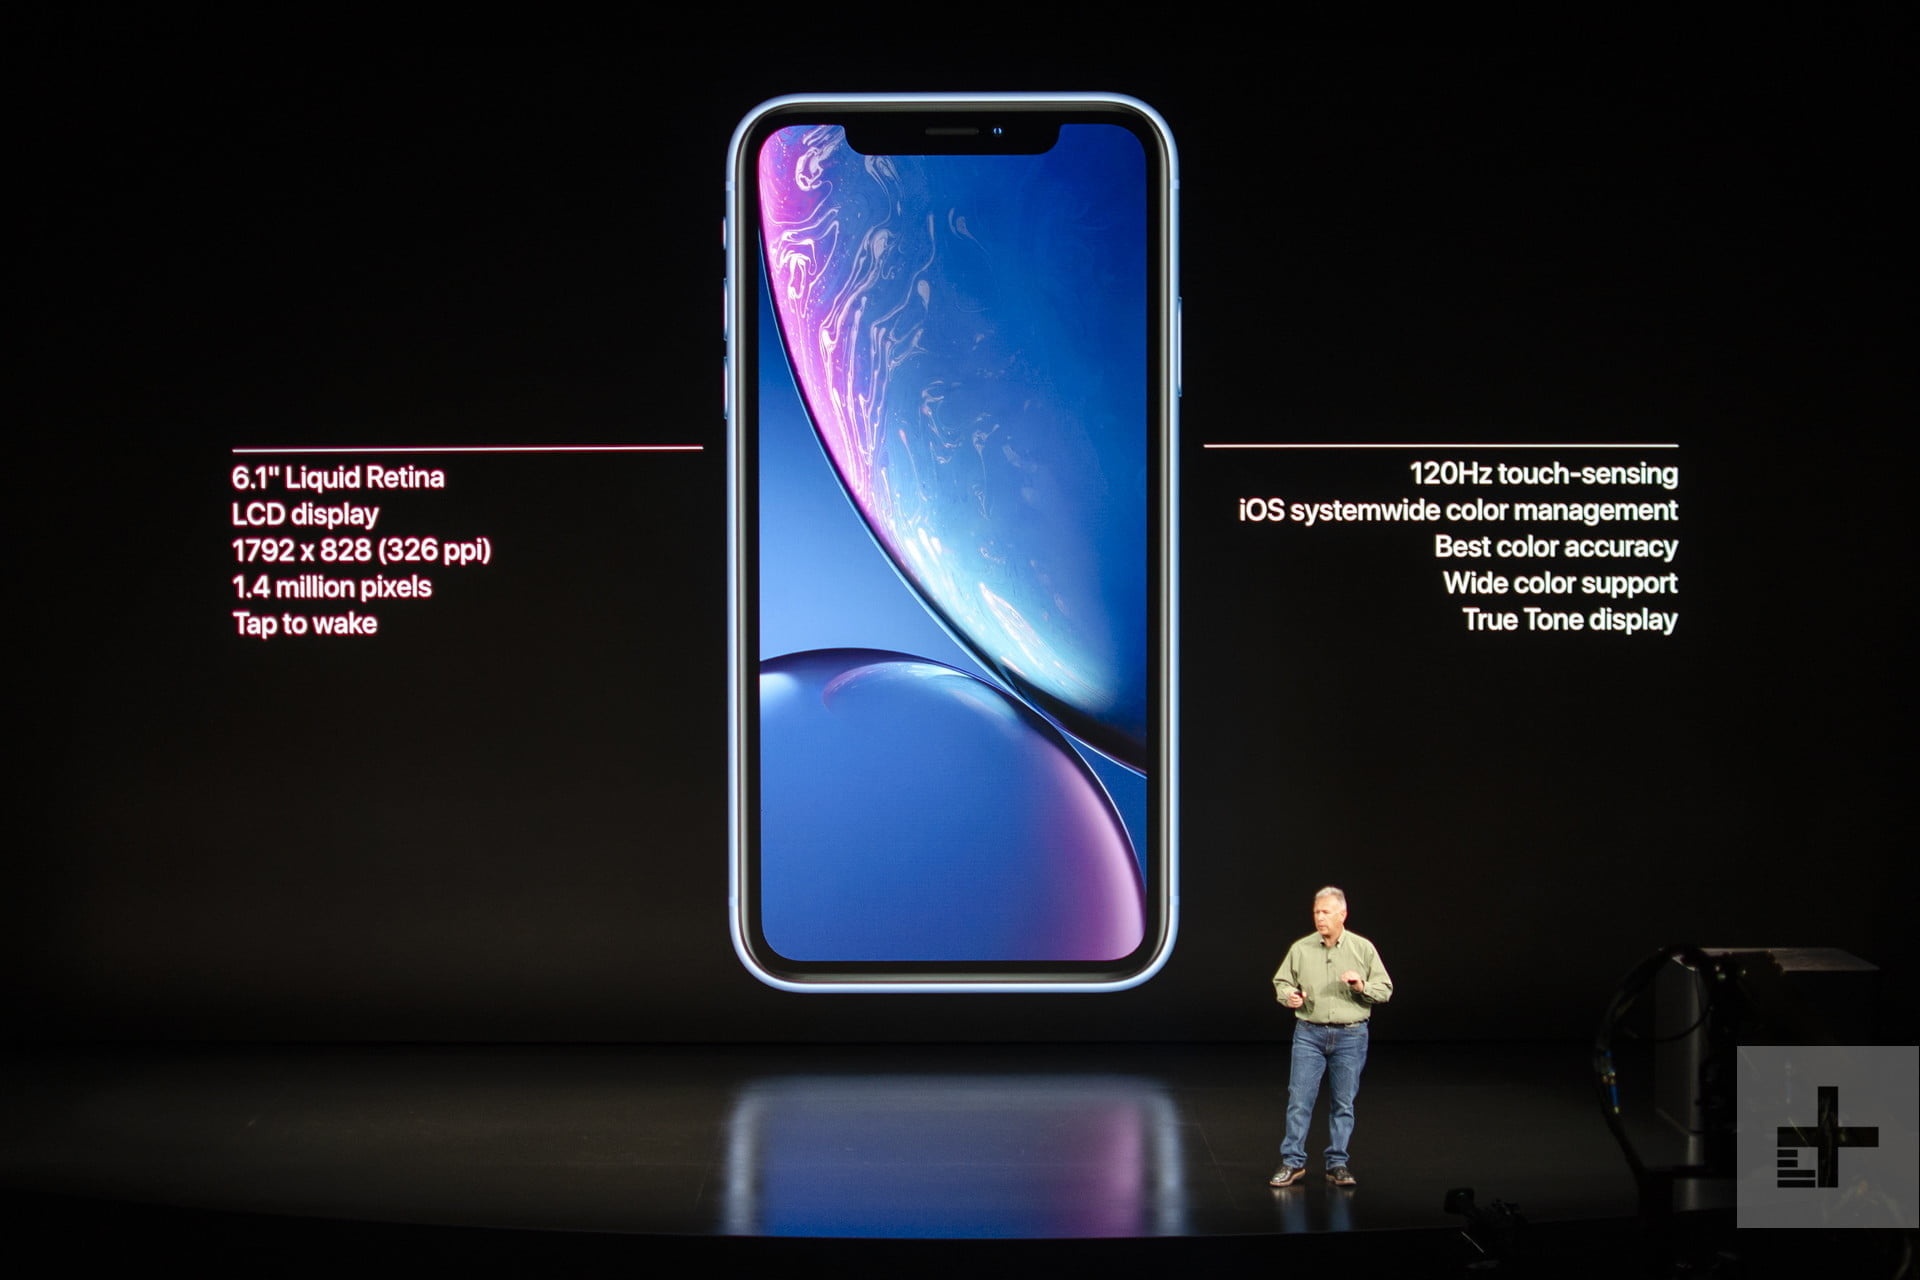 6.1" Liquid Retina
LCD display
1792 x 828 (326 ppi)
1.4 million pixels
Tap to wake
120Hz touch-sensing
iOS systemwide color management
Best color accuracy
Wide color support
True Tone display